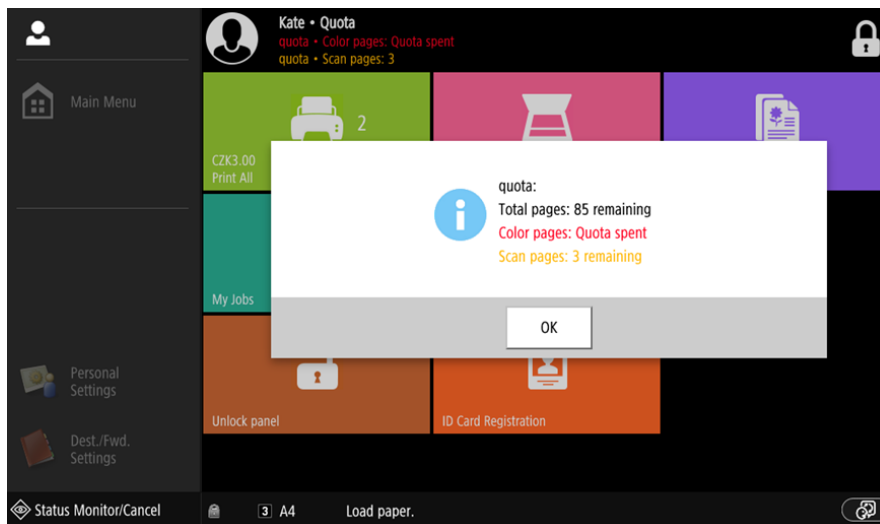 Kate • Quota
quota • Color pages: Quota spent
quota • Scan pages: 3
Main Menu
2
CZK3.00
Print All
quota:
Total pages: 85 remaining
Color pages: Quota spent
Scan pages: 3 remaining
OK
My Jobs
Personal
Settings
Unlock panel
ID Card Registration
Dest./Fwd.
Settings
Status Monitor/Cancel
3 A4 Load paper.